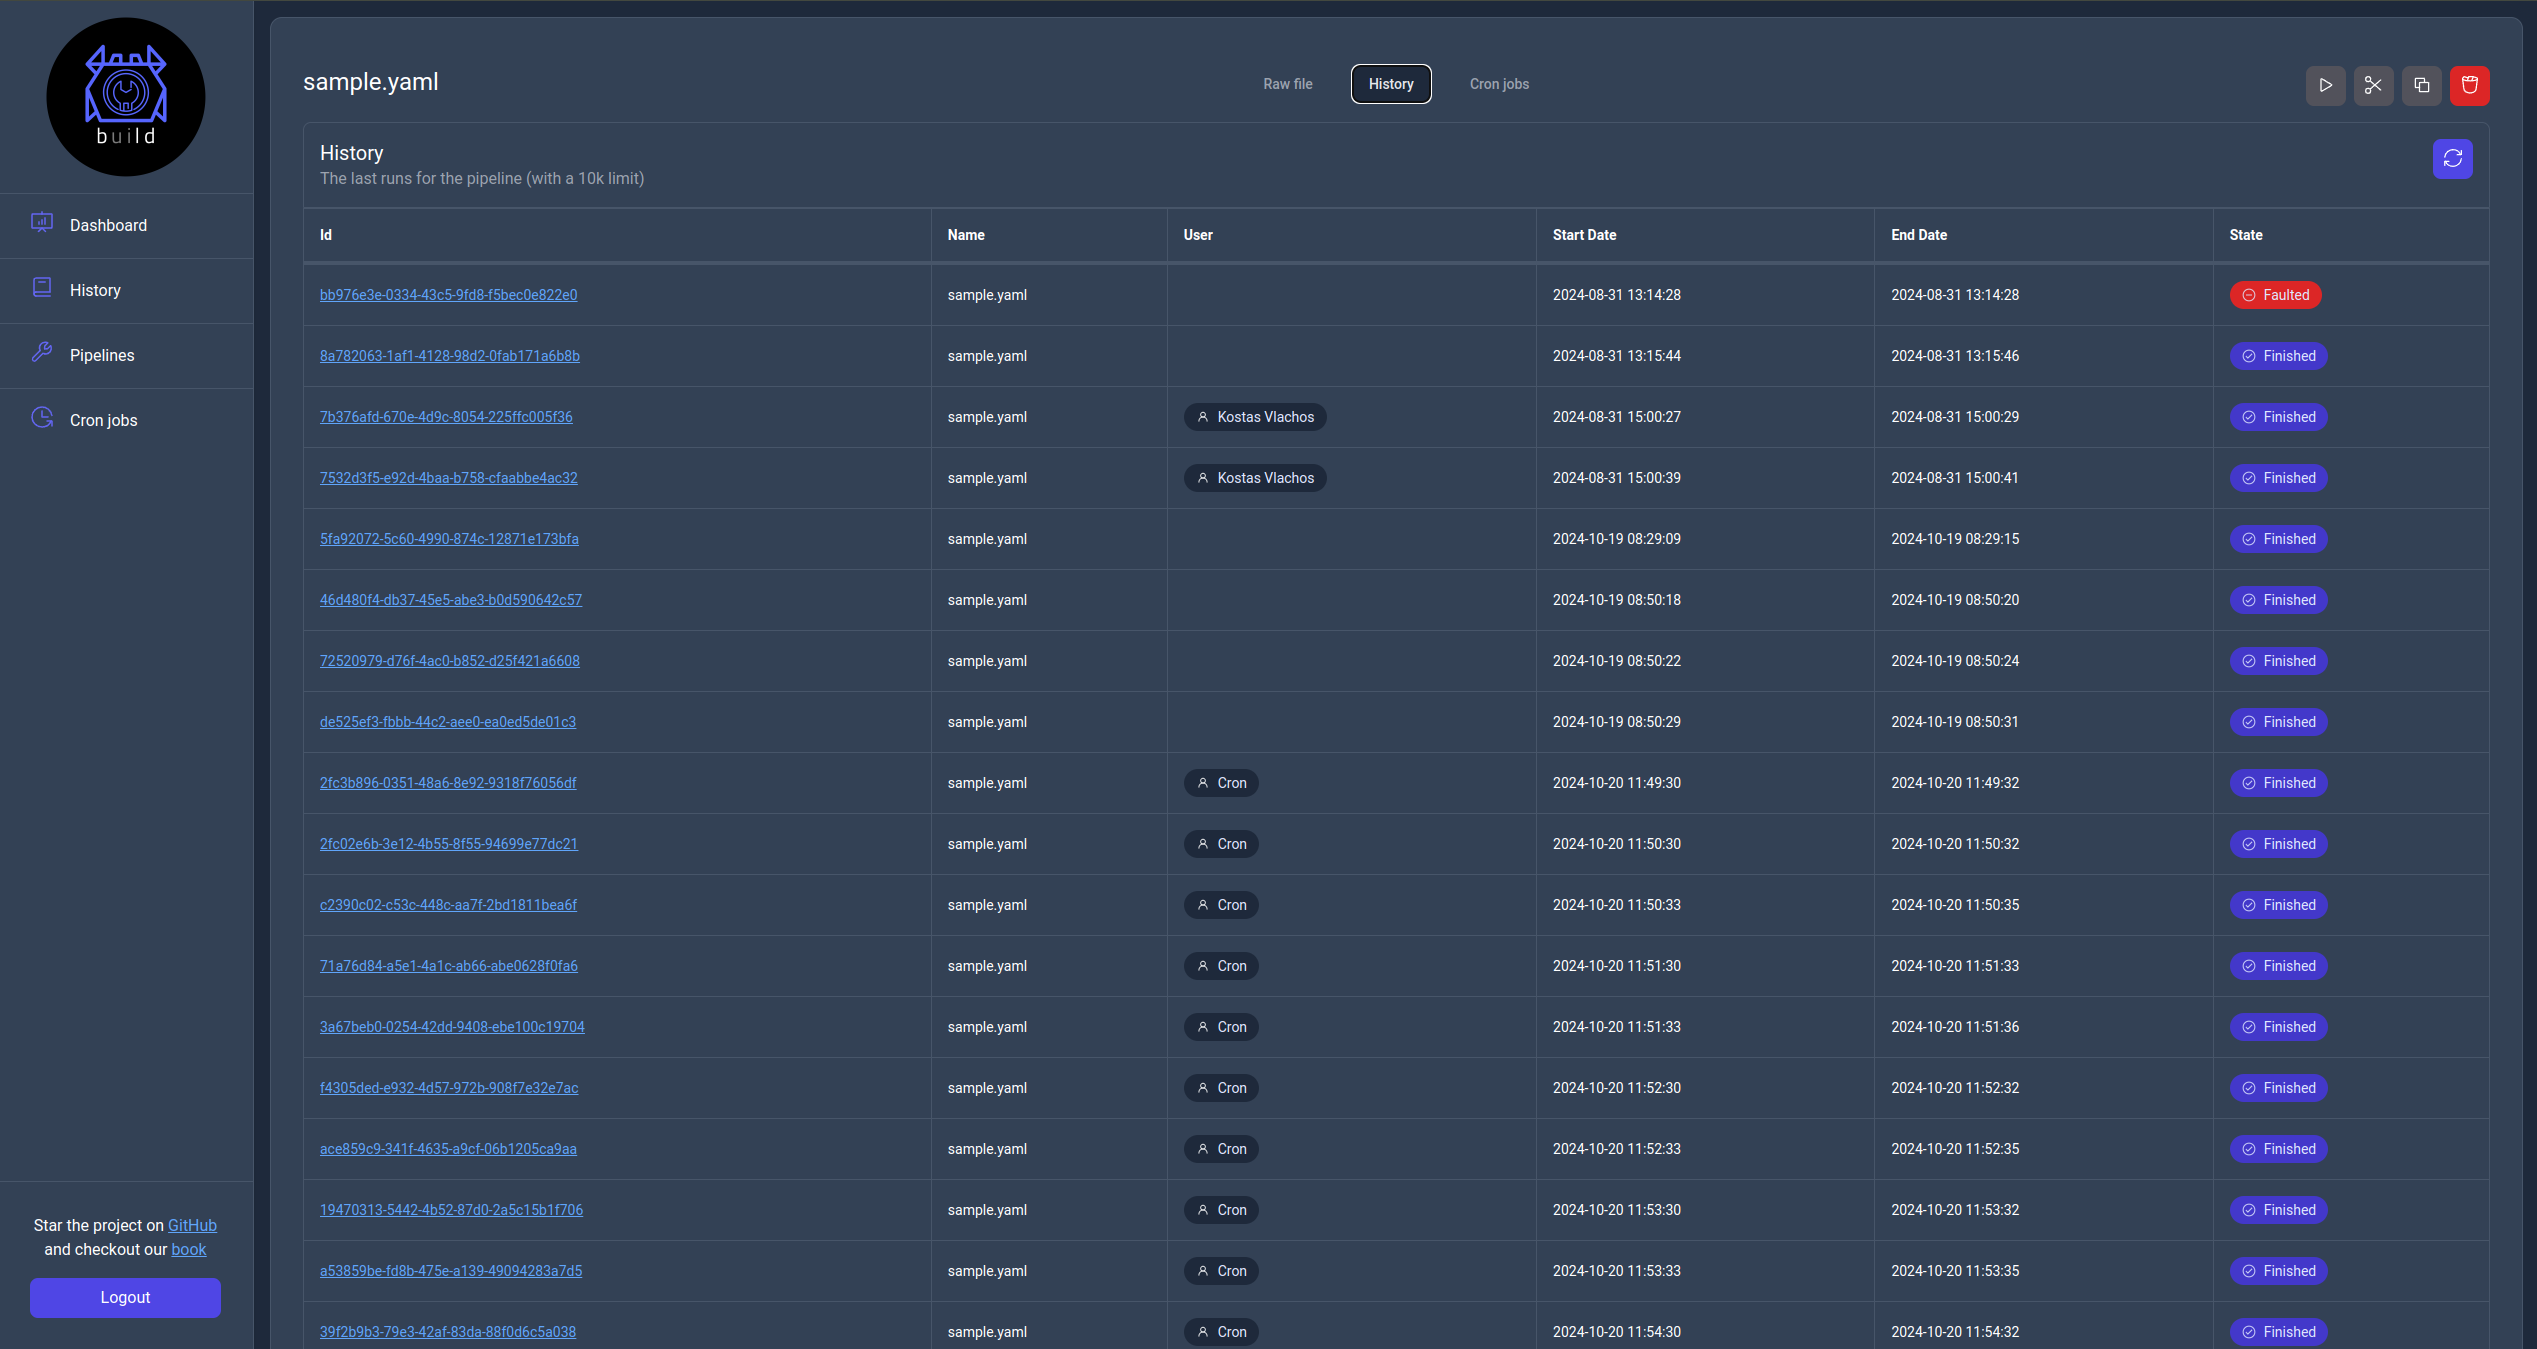 build
Dashboard
History
Pipelines
Cron jobs
Star the project on GitHub
and checkout our book
Logout
sample.yaml
Raw file History Cron jobs
History
The last runs for the pipeline (with a 10k limit)
Id Name User Start Date End Date State
bb976e3e-0334-43c5-9fd8-f5bec0e822e0 sample.yaml 2024-08-31 13:14:28 2024-08-31 13:14:28 Faulted
8a782063-1af1-4128-98d2-0fab171a6b8b sample.yaml 2024-08-31 13:15:44 2024-08-31 13:15:46 Finished
7b376afd-670e-4d9c-8054-225ffc005f36 sample.yaml Kostas Vlachos 2024-08-31 15:00:27 2024-08-31 15:00:29 Finished
7532d3f5-e92d-4baa-b758-cfaabbe4ac32 sample.yaml Kostas Vlachos 2024-08-31 15:00:39 2024-08-31 15:00:41 Finished
5fa92072-5c60-4990-874c-12871e173bfa sample.yaml 2024-10-19 08:29:09 2024-10-19 08:29:15 Finished
46d480f4-db37-45e5-abe3-b0d590642c57 sample.yaml 2024-10-19 08:50:18 2024-10-19 08:50:20 Finished
72520979-d76f-4ac0-b852-d25f421a6608 sample.yaml 2024-10-19 08:50:22 2024-10-19 08:50:24 Finished
de525ef3-fbbb-44c2-aee0-ea0ed5de01c3 sample.yaml 2024-10-19 08:50:29 2024-10-19 08:50:31 Finished
2fc3b896-0351-48a6-8e92-9318f76056df sample.yaml Cron 2024-10-20 11:49:30 2024-10-20 11:49:32 Finished
2fc02e6b-3e12-4b55-8f55-94699e77dc21 sample.yaml Cron 2024-10-20 11:50:30 2024-10-20 11:50:32 Finished
c2390c02-c53c-448c-aa7f-2bd1811bea6f sample.yaml Cron 2024-10-20 11:50:33 2024-10-20 11:50:35 Finished
71a76d84-a5e1-4a1c-ab66-abe0628f0fa6 sample.yaml Cron 2024-10-20 11:51:30 2024-10-20 11:51:33 Finished
3a67beb0-0254-42dd-9408-ebe100c19704 sample.yaml Cron 2024-10-20 11:51:33 2024-10-20 11:51:36 Finished
f4305ded-e932-4d57-972b-908f7e32e7ac sample.yaml Cron 2024-10-20 11:52:30 2024-10-20 11:52:32 Finished
ace859c9-341f-4635-a9cf-06b1205ca9aa sample.yaml Cron 2024-10-20 11:52:33 2024-10-20 11:52:35 Finished
19470313-5442-4b52-87d0-2a5c15b1f706 sample.yaml Cron 2024-10-20 11:53:30 2024-10-20 11:53:32 Finished
a53859be-fd8b-475e-a139-49094283a7d5 sample.yaml Cron 2024-10-20 11:53:33 2024-10-20 11:53:35 Finished
39f2b9b3-79e3-42af-83da-88f0d6c5a038 sample.yaml Cron 2024-10-20 11:54:30 2024-10-20 11:54:32 Finished